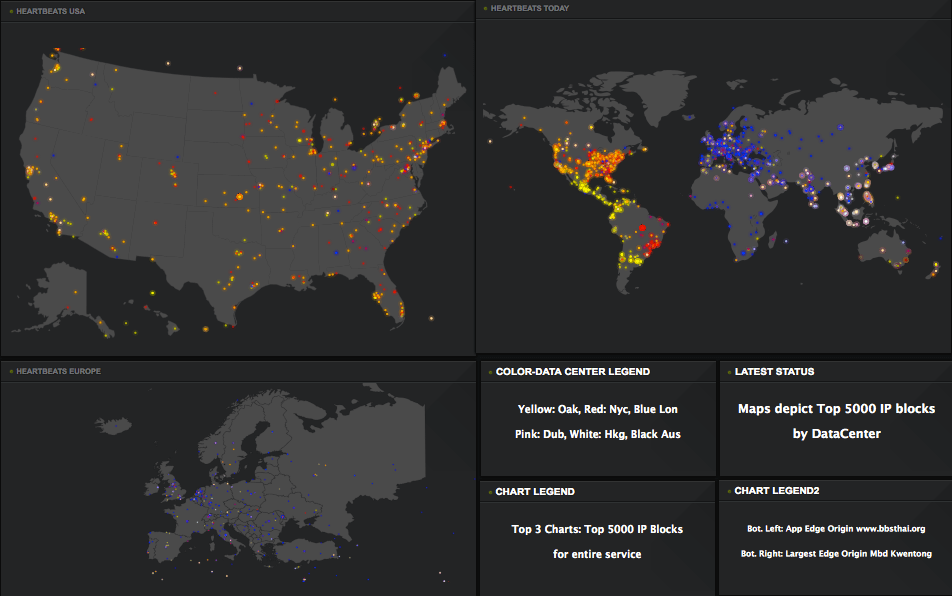 HEARTBEATS USA
HEARTBEATS TODAY
HEARTBEATS EUROPE
COLOR-DATA CENTER LEGEND
Yellow: Oak, Red: Nyc, Blue Lon
Pink: Dub, White: Hkg, Black Aus
LATEST STATUS
Maps depict Top 5000 IP blocks
by DataCenter
CHART LEGEND
Top 3 Charts: Top 5000 IP Blocks
for entire service
CHART LEGEND2
Bot. Left: App Edge Origin www.bbsthai.org
Bot. Right: Largest Edge Origin Mbd Kwentong